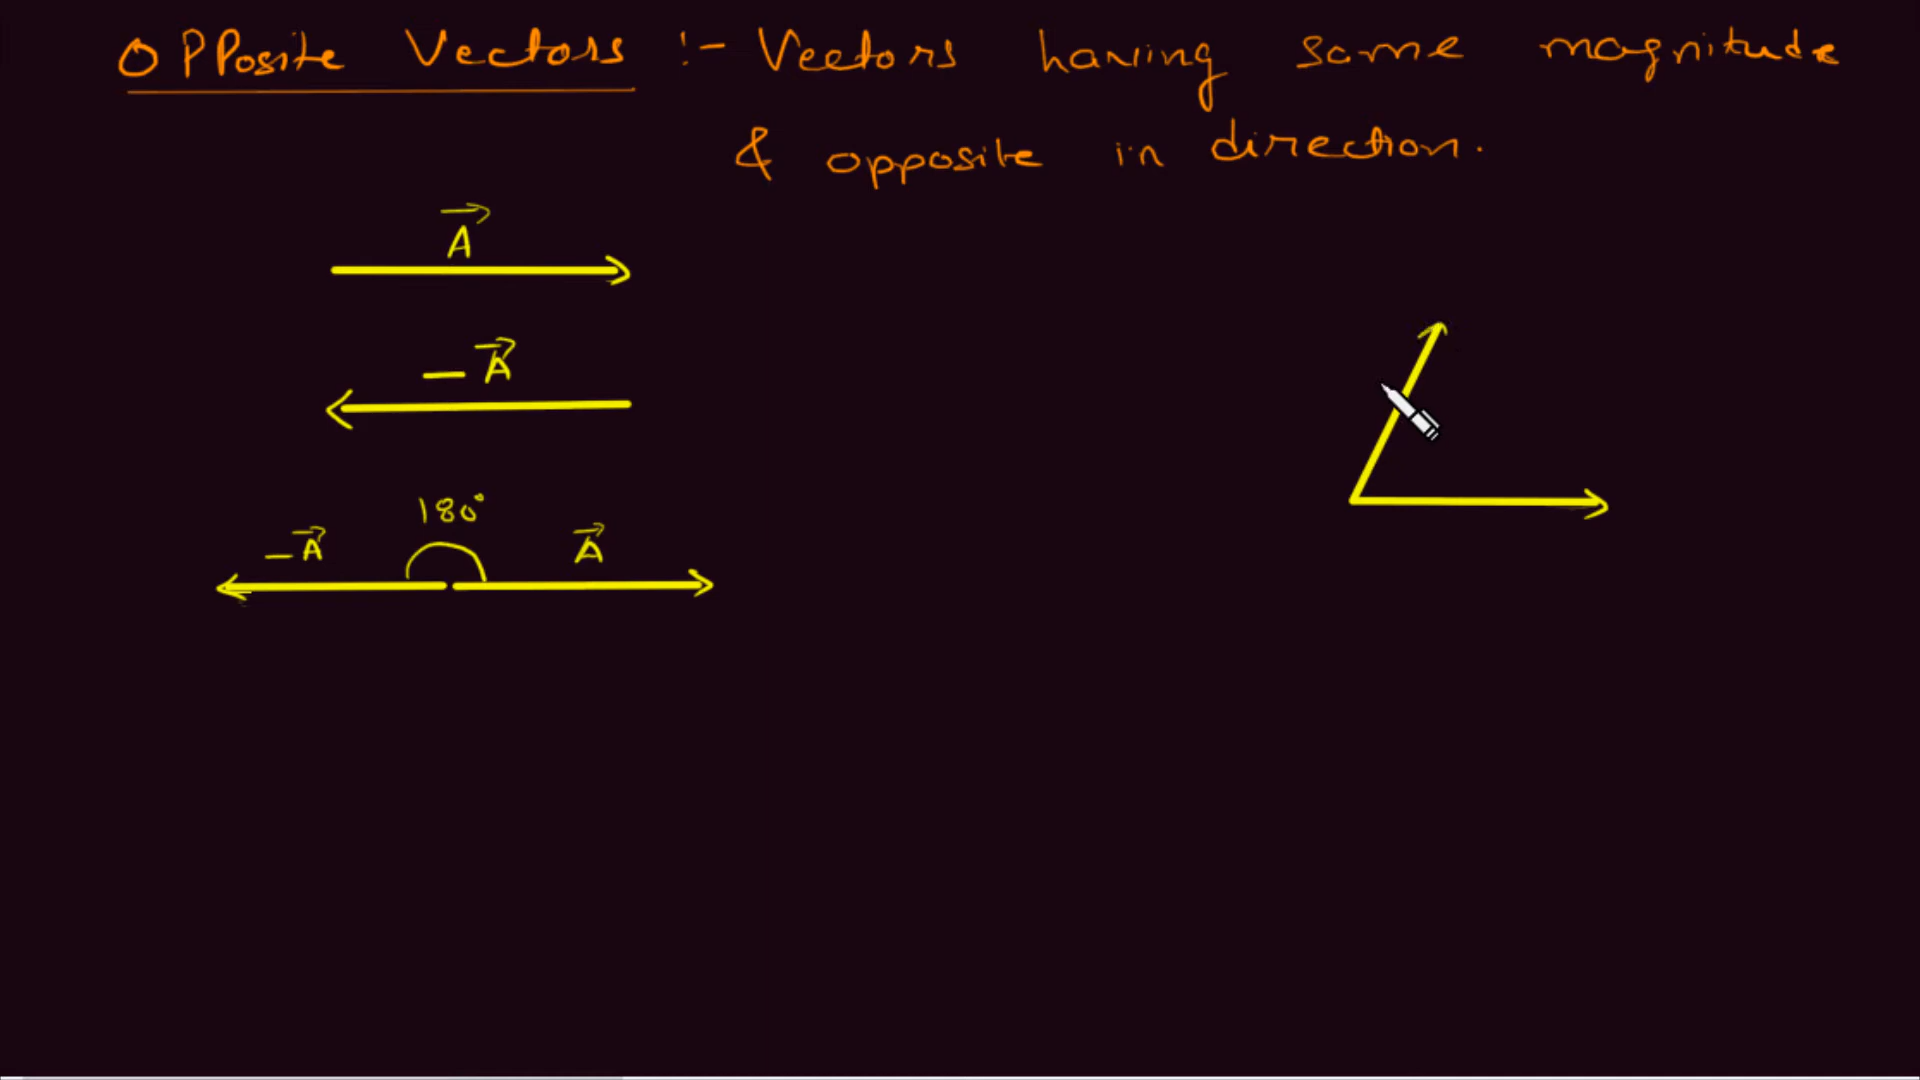 Opposite Vectors :- Vectors having same magnitude
& opposite in direction.
A⃗
−A⃗
180°
−A⃗ A⃗